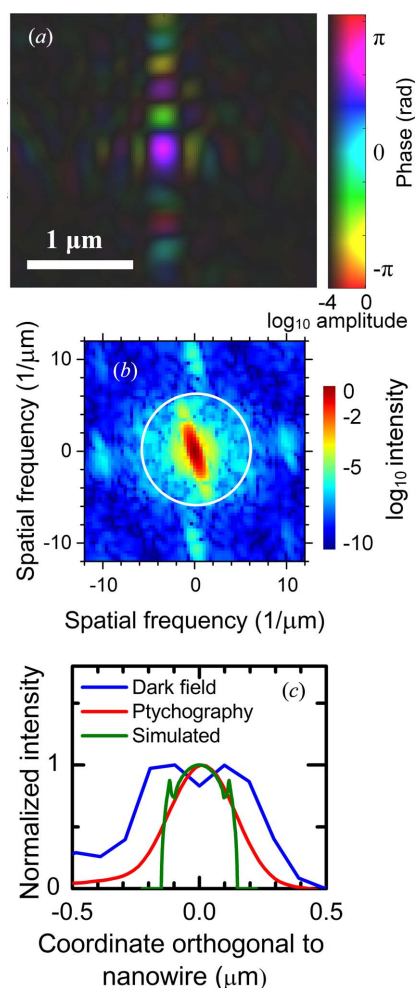 (a)
1 μm
π
0
-π
Phase (rad)
-4 0
log10 amplitude
(b)
Spatial frequency (1/μm)
10
0
-10
-10 0 10
Spatial frequency (1/μm)
0
-2
-5
-10
log10 intensity
(c)
Dark field
Ptychography
Simulated
Normalized intensity
1
0
-0.5 0.0 0.5
Coordinate orthogonal to
nanowire (μm)